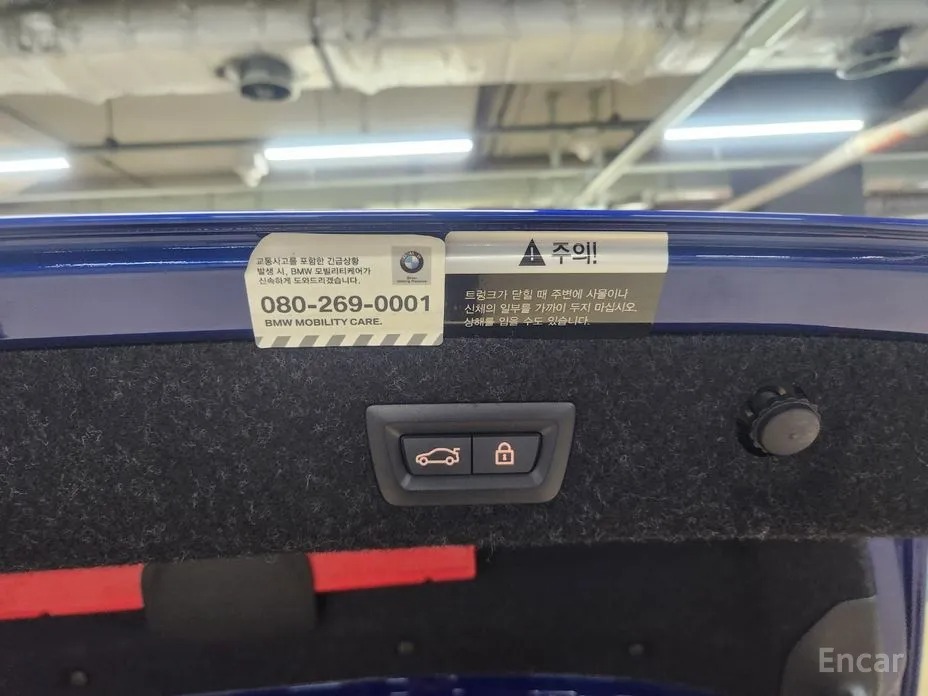 교통사고를 포함한 긴급상황
발생 시, BMW 모빌리티케어가
신속하게 도와드리겠습니다.
080-269-0001
BMW MOBILITY CARE.
주의!
트렁크가 닫힐 때 주변에 사물이나
신체의 일부를 가까이 두지 마십시오.
상해를 입을 수도 있습니다.
Encar